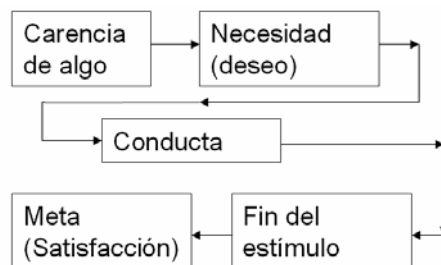 Carencia
de algo
Necesidad
(deseo)
Conducta
Meta
(Satisfacción)
Fin del
estímulo